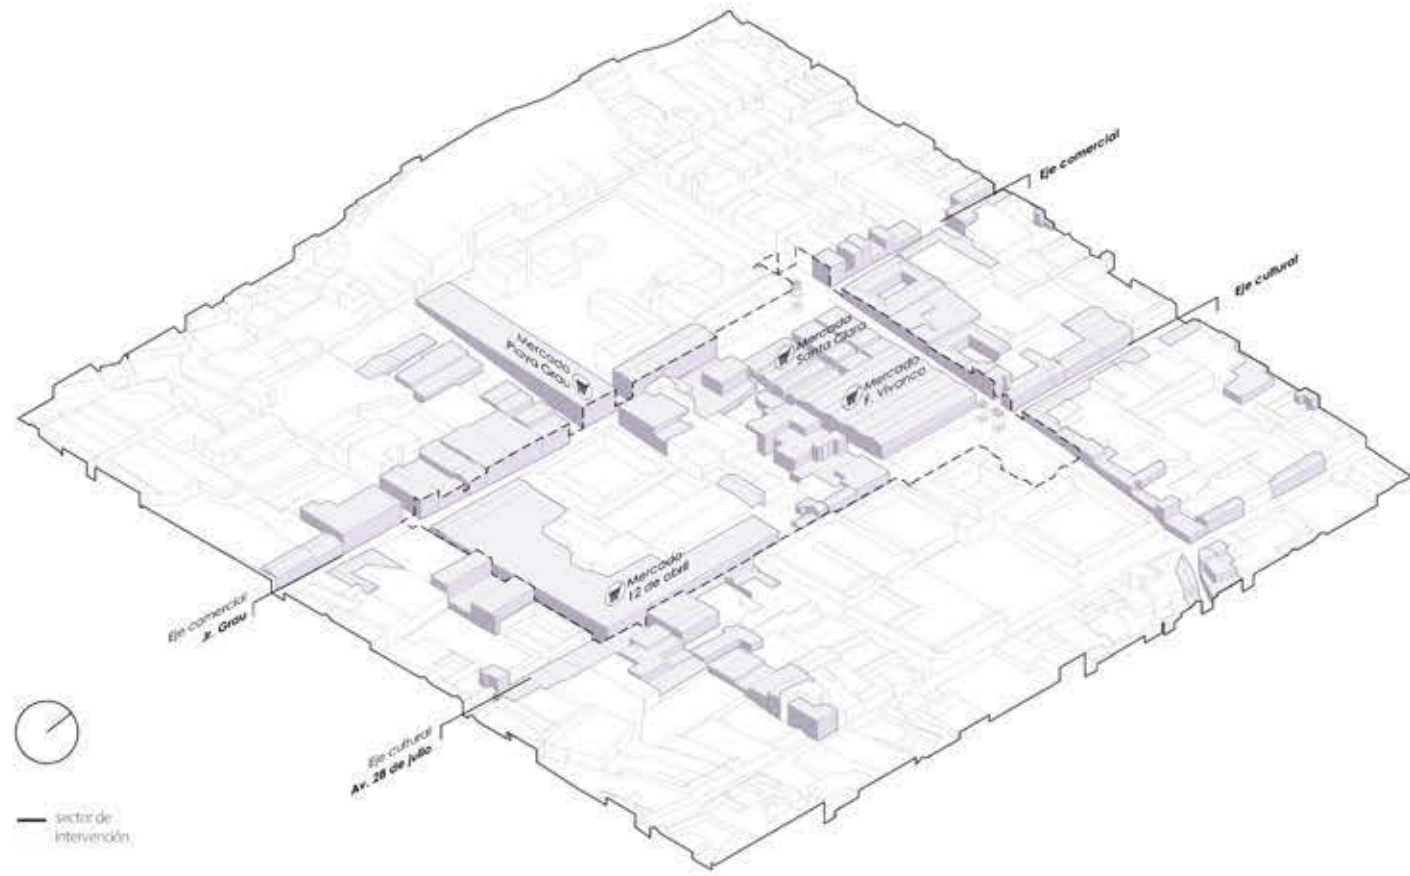 Eje comercial
Eje cultural
Mercado
Playa Grau
Mercado
Santa Clara
Mercado
F. Vivanco
Mercado
12 de abril
Eje comercial
Jr. Grau
Eje cultural
Av. 28 de julio
sector de
intervención